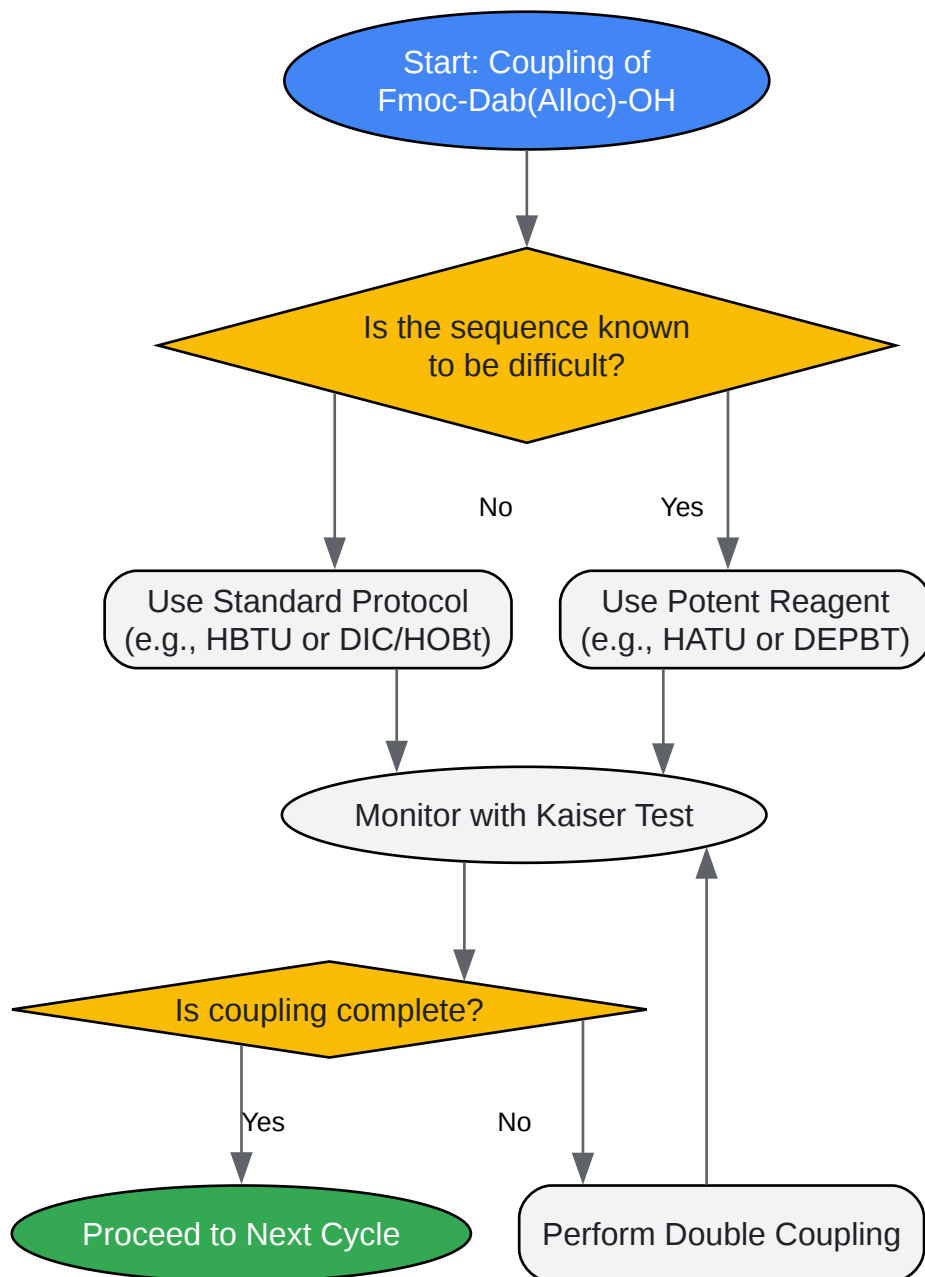 Start: Coupling of
Fmoc-Dab(Alloc)-OH
Is the sequence known
to be difficult?
No
Yes
Use Standard Protocol
(e.g., HBTU or DIC/HOBt)
Use Potent Reagent
(e.g., HATU or DEPBT)
Monitor with Kaiser Test
Is coupling complete?
Yes
No
Proceed to Next Cycle
Perform Double Coupling